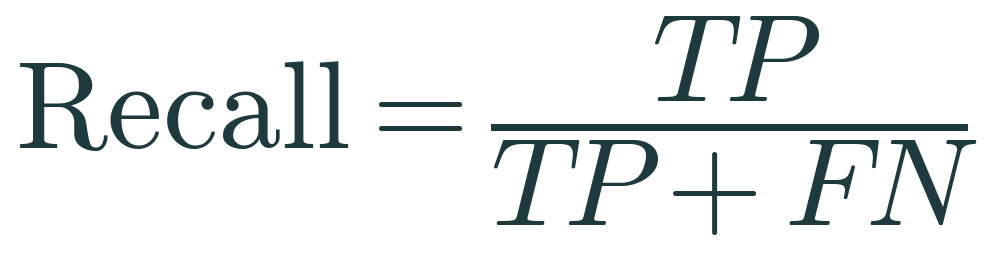 Recall = TP / TP + FN